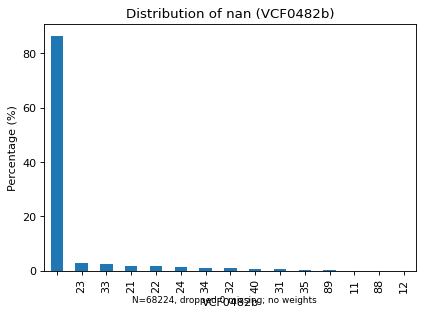 Distribution of nan (VCF0482b)
Percentage (%)
80
60
40
20
0
23 33 21 22 24 34 32 40 31 35 89 11 88 12
VCF0482b
N=68224, dropped 0 missing; no weights